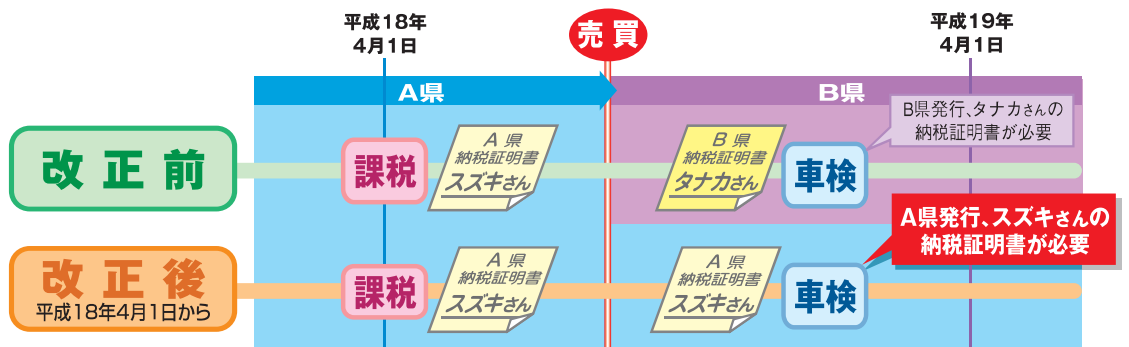 平成18年
4月1日
売買
平成19年
4月1日
A県
B県
B県発行、タナカさんの
納税証明書が必要
改正前
課税
A県
納税証明書
スズキさん
B県
納税証明書
タナカさん
車検
A県発行、スズキさんの
納税証明書が必要
改正後
平成18年4月1日から
課税
A県
納税証明書
スズキさん
A県
納税証明書
スズキさん
車検